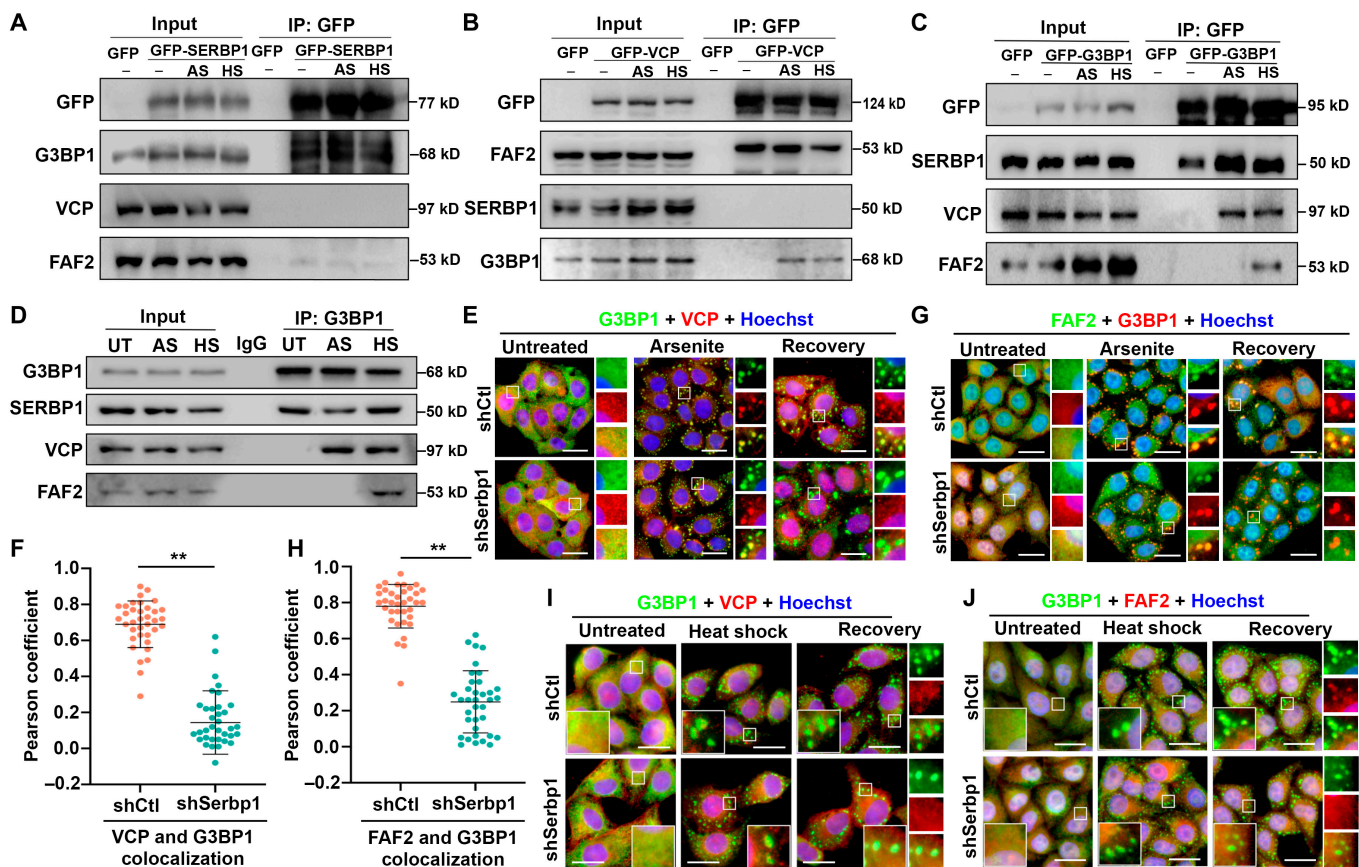 A
Input
IP: GFP
GFP GFP-SERBP1 GFP GFP-SERBP1
– – AS HS – – AS HS
GFP –77 kD
G3BP1 –68 kD
VCP –97 kD
FAF2 –53 kD
B
Input
IP: GFP
GFP GFP-VCP GFP GFP-VCP
– – AS HS – – AS HS
GFP –124 kD
FAF2 –53 kD
SERBP1 –50 kD
G3BP1 –68 kD
C
Input
IP: GFP
GFP GFP-G3BP1 GFP GFP-G3BP1
– – AS HS – – AS HS
GFP –95 kD
SERBP1 –50 kD
VCP –97 kD
FAF2 –53 kD
D
Input
IP: G3BP1
UT AS HS IgG UT AS HS
G3BP1 –68 kD
SERBP1 –50 kD
VCP –97 kD
FAF2 –53 kD
E
G3BP1 + VCP + Hoechst
Untreated Arsenite Recovery
shCtl
shSerbp1
G
FAF2 + G3BP1 + Hoechst
Untreated Arsenite Recovery
shCtl
shSerbp1
F
**
Pearson coefficient
1.0
0.8
0.6
0.4
0.2
0.0
–0.2
shCtl shSerbp1
VCP and G3BP1
colocalization
H
**
Pearson coefficient
1.0
0.8
0.6
0.4
0.2
0.0
–0.2
shCtl shSerbp1
FAF2 and G3BP1
colocalization
I
G3BP1 + VCP + Hoechst
Untreated Heat shock Recovery
shCtl
shSerbp1
J
G3BP1 + FAF2 + Hoechst
Untreated Heat shock Recovery
shCtl
shSerbp1